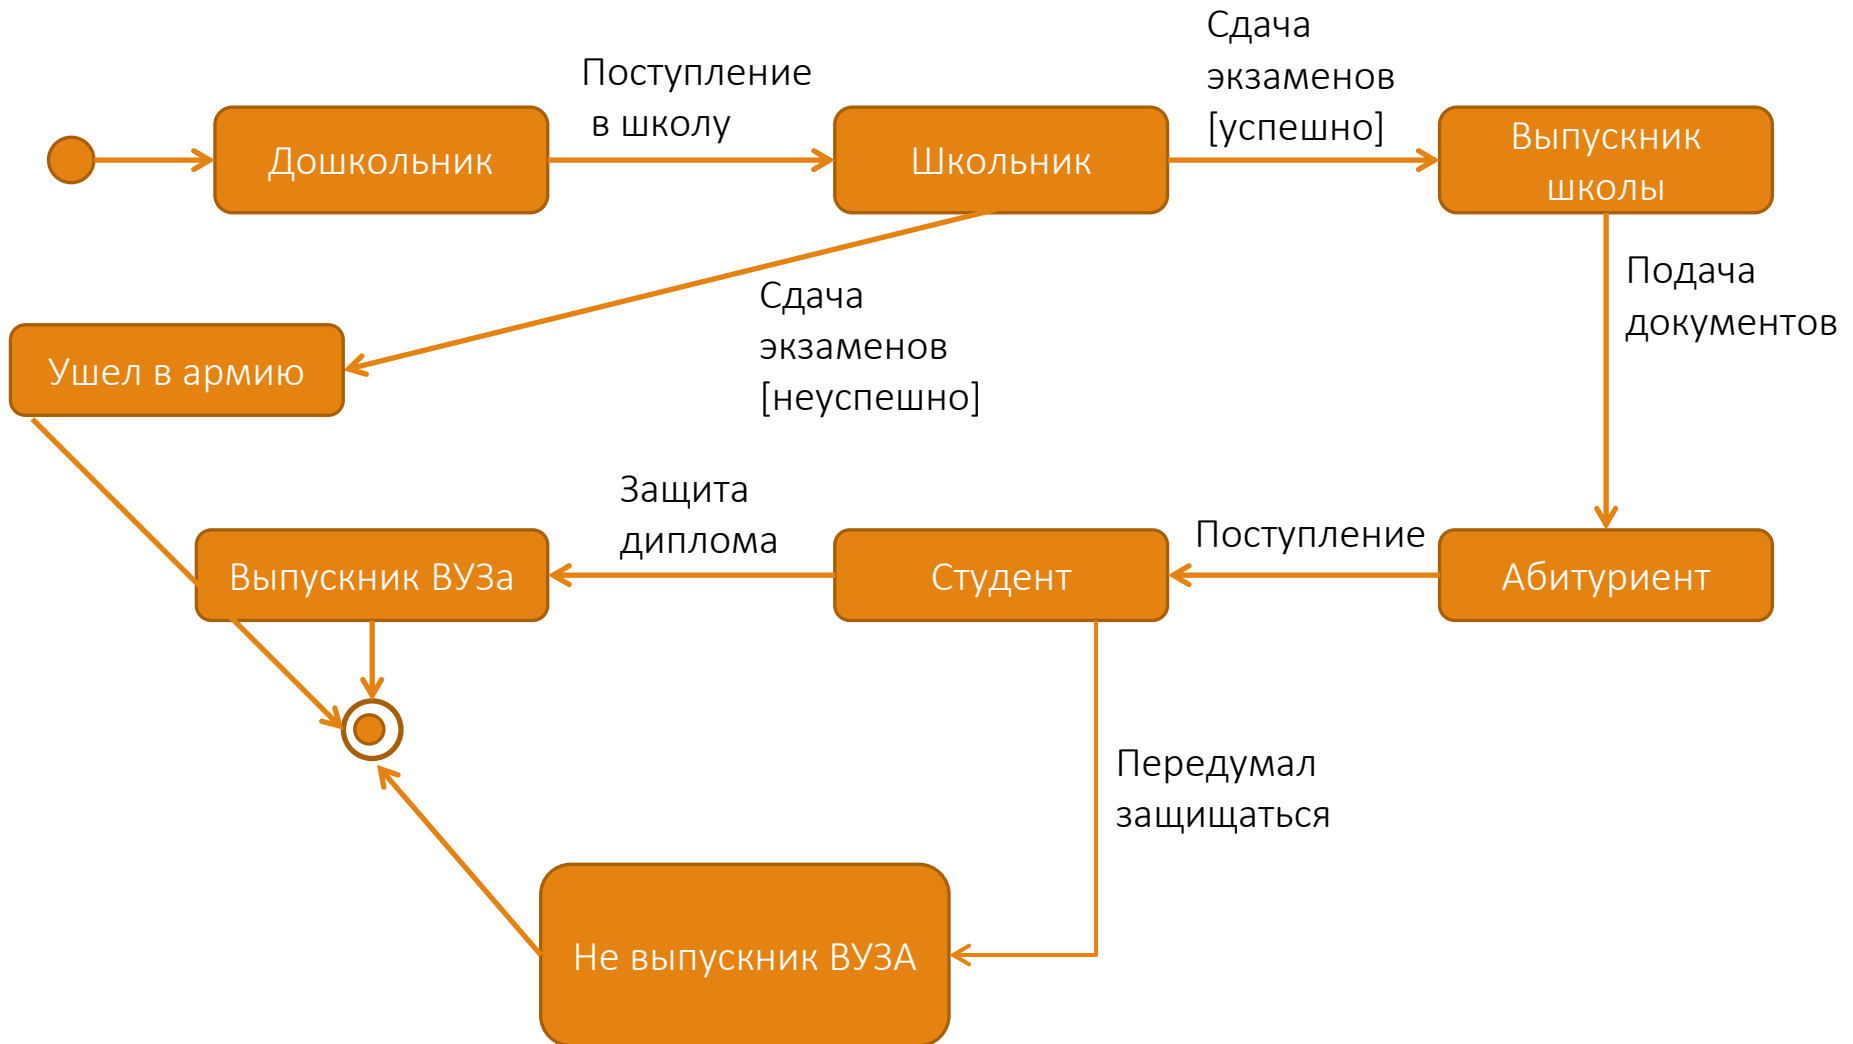 Дошкольник
Поступление
в школу
Школьник
Сдача
экзаменов
[успешно]
Выпускник
школы
Подача
документов
Сдача
экзаменов
[неуспешно]
Ушел в армию
Защита
диплома
Выпускник ВУЗа
Студент
Поступление
Абитуриент
Передумал
защищаться
Не выпускник ВУЗА